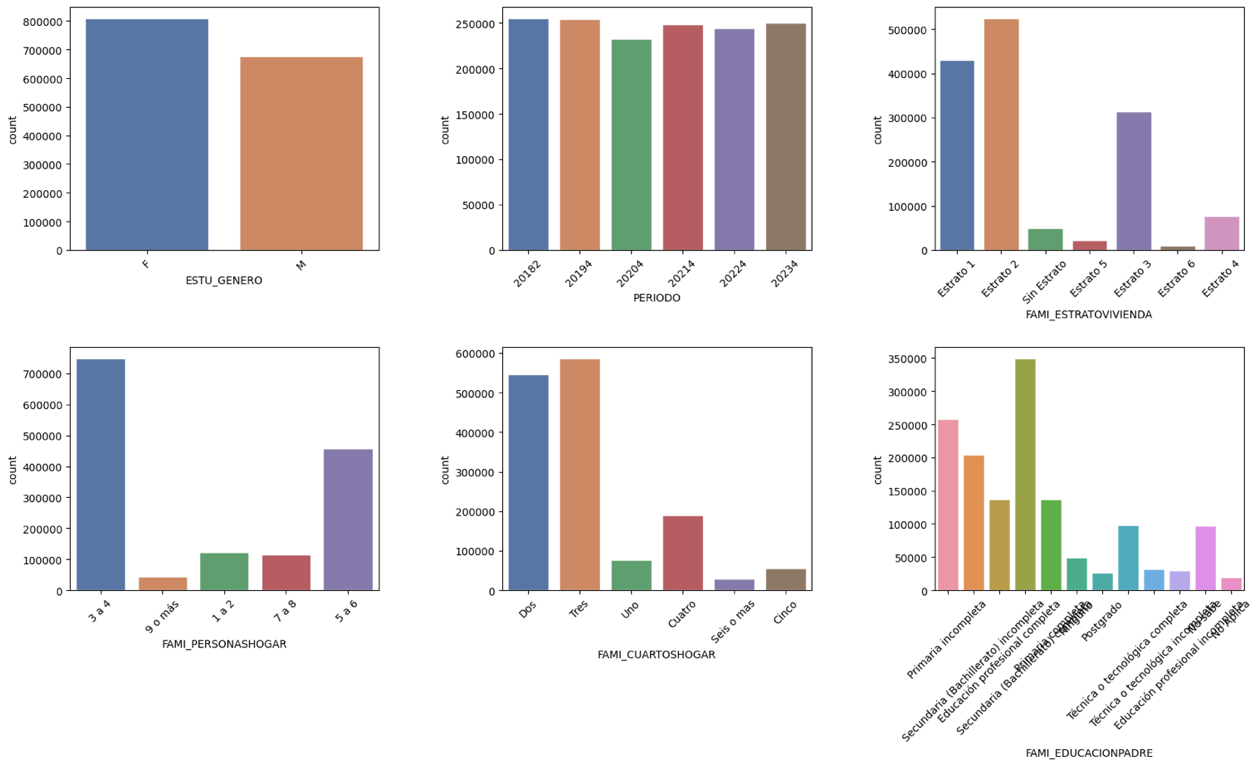 800000
700000
600000
500000
400000
300000
200000
100000
0
count
F
M
ESTU_GENERO
250000
200000
150000
100000
50000
0
count
20182
20194
20204
20214
20224
20234
PERIODO
500000
400000
300000
200000
100000
0
count
Estrato 1
Estrato 2
Sin Estrato
Estrato 5
Estrato 3
Estrato 6
Estrato 4
FAMI_ESTRATOVIVIENDA
700000
600000
500000
400000
300000
200000
100000
0
count
3 a 4
9 o más
1 a 2
7 a 8
5 a 6
FAMI_PERSONASHOGAR
600000
500000
400000
300000
200000
100000
0
count
Dos
Tres
Uno
Cuatro
Seis o mas
Cinco
FAMI_CUARTOSHOGAR
350000
300000
250000
200000
150000
100000
50000
0
count
Primaria incompleta
Secundaria (Bachillerato) incompleta
Educación profesional completa
Secundaria (Bachillerato)
Primaria completa
Postgrado
Técnica o tecnológica completa
Técnica o tecnológica incompleta
Educación profesional incompleta
No Aplica
FAMI_EDUCACIONPADRE